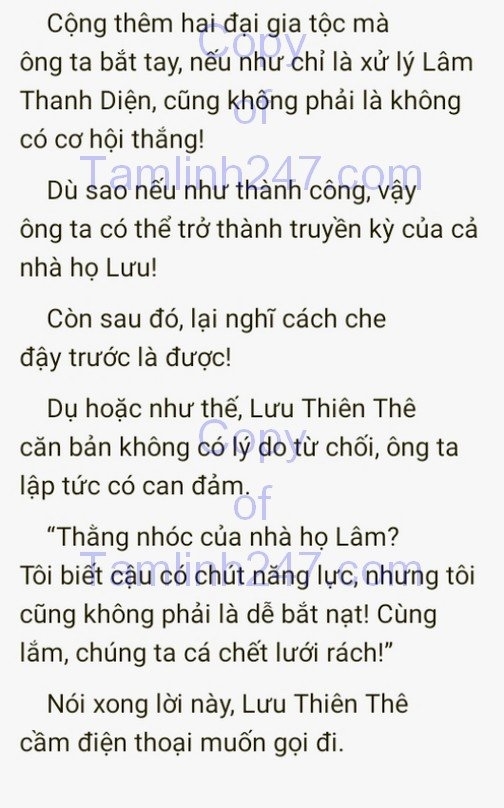 Cộng thêm hai đại gia tộc mà
ông ta bắt tay, nếu như chỉ là xử lý Lâm
Thanh Diện, cũng không phải là không
có cơ hội thắng!
Dù sao nếu như thành công, vậy
ông ta có thể trở thành truyền kỳ của cả
nhà họ Lưu!
Còn sau đó, lại nghĩ cách che
đậy trước là được!
Dụ hoặc như thế, Lưu Thiên Thê
căn bản không có lý do từ chối, ông ta
lập tức có can đảm.
“Thằng nhóc của nhà họ Lâm?
Tôi biết cậu có chút năng lực, nhưng tôi
cũng không phải là dễ bắt nạt! Cùng
lắm, chúng ta cá chết lưới rách!”
Nói xong lời này, Lưu Thiên Thê
cầm điện thoại muốn gọi đi.
Copy
of
Tamlinh247.com
Copy
of
Tamlinh247.com